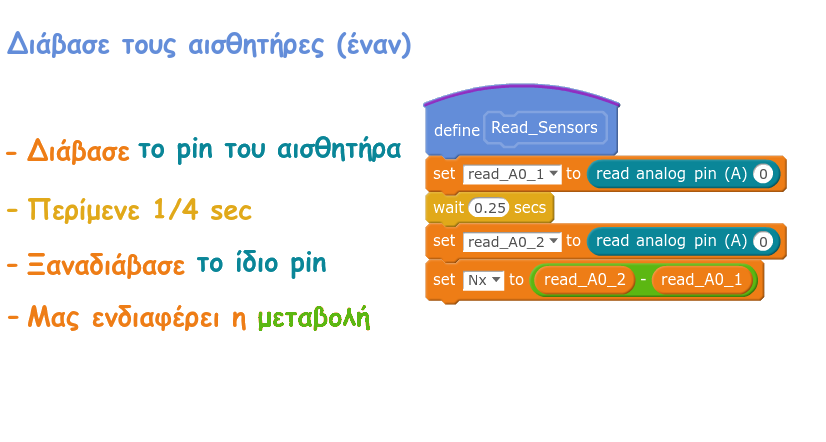 Διάβασε τους αισθητήρες (έναν)
- Διάβασε το pin του αισθητήρα
- Περίμενε 1/4 sec
- Ξαναδιάβασε το ίδιο pin
- Μας ενδιαφέρει η μεταβολή
define Read_Sensors
set read_A0_1 to read analog pin (A) 0
wait 0.25 secs
set read_A0_2 to read analog pin (A) 0
set Nx to read_A0_2 - read_A0_1